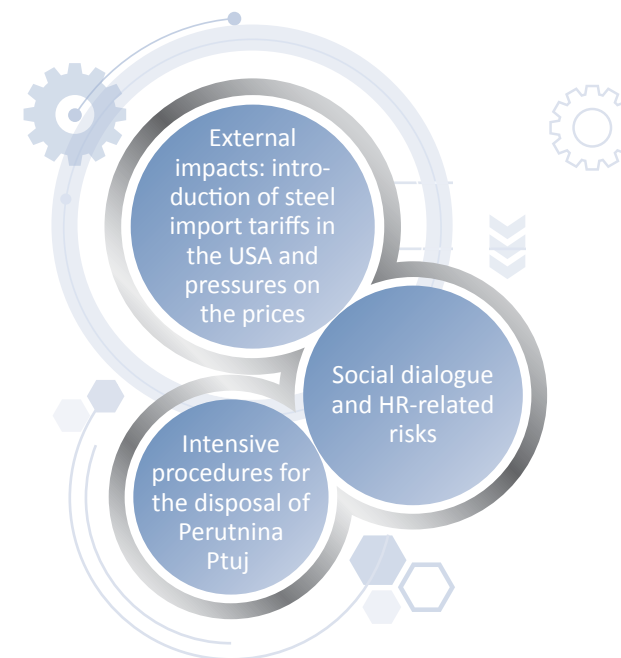 External
impacts: intro-
duction of steel
import tariffs in
the USA and
pressures on
the prices
Social dialogue
and HR-related
risks
Intensive
procedures for
the disposal of
Perutnina
Ptuj